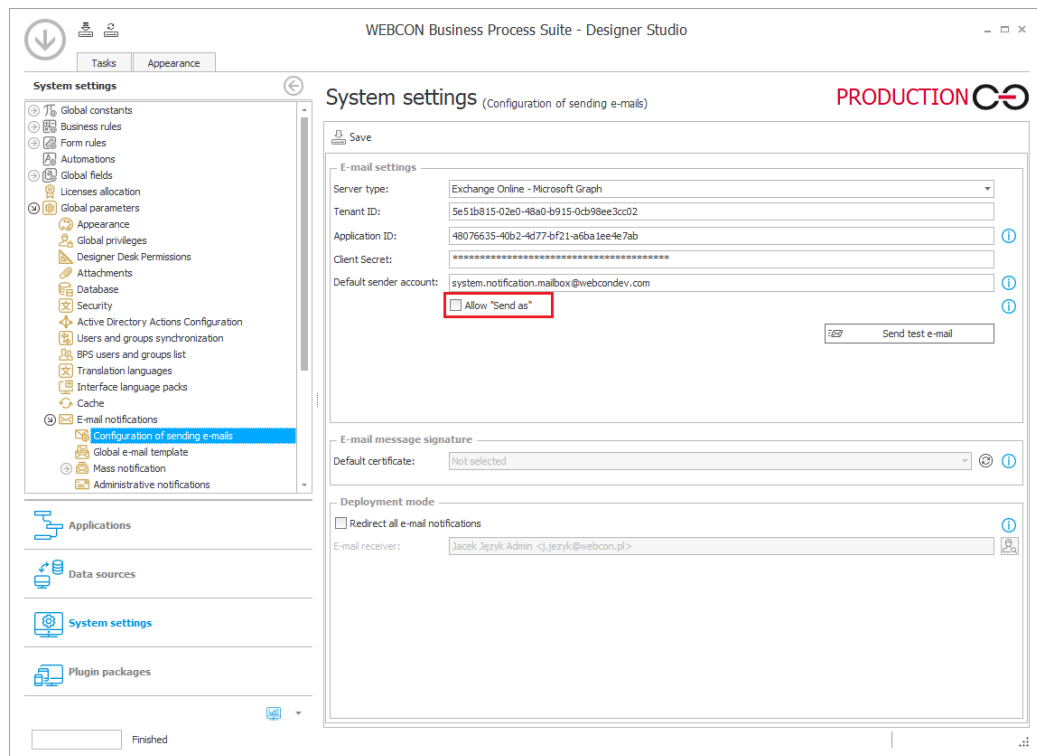 WEBCON Business Process Suite - Designer Studio
Tasks
Appearance
System settings
Global constants
Business rules
Form rules
Automations
Global fields
Licenses allocation
Global parameters
Appearance
Global privileges
Designer Desk Permissions
Attachments
Database
Security
Active Directory Actions Configuration
Users and groups synchronization
BPS users and groups list
Translation languages
Interface language packs
Cache
E-mail notifications
Configuration of sending e-mails
Global e-mail template
Mass notification
Administrative notifications
Applications
Data sources
System settings
Plugin packages
Finished
System settings (Configuration of sending e-mails)
PRODUCTION
Save
E-mail settings
Server type: Exchange Online - Microsoft Graph
Tenant ID: 5e51b815-02e0-48a0-b915-0cb98ee3cc02
Application ID: 48076635-40b2-4d77-bf21-a6ba1ee4e7ab
Client Secret: ****************************************
Default sender account: system.notification.mailbox@webcondev.com
Allow "Send as"
Send test e-mail
E-mail message signature
Default certificate: Not selected
Deployment mode
Redirect all e-mail notifications
E-mail receiver: Jacek Język Admin <j.jezyk@webcon.pl>